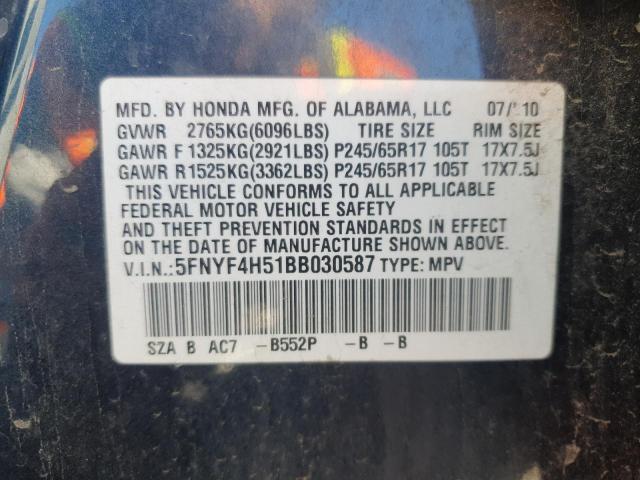 MFD. BY HONDA MFG. OF ALABAMA, LLC 07/'10
GVWR 2765KG(6096LBS) TIRE SIZE RIM SIZE
GAWR F 1325KG(2921LBS) P245/65R17 105T 17X7.5J
GAWR R 1525KG(3362LBS) P245/65R17 105T 17X7.5J
THIS VEHICLE CONFORMS TO ALL APPLICABLE
FEDERAL MOTOR VEHICLE SAFETY
AND THEFT PREVENTION STANDARDS IN EFFECT
ON THE DATE OF MANUFACTURE SHOWN ABOVE.
V.I.N.:5FNYF4H51BB030587 TYPE: MPV
SZA B AC7 -B552P -B -B